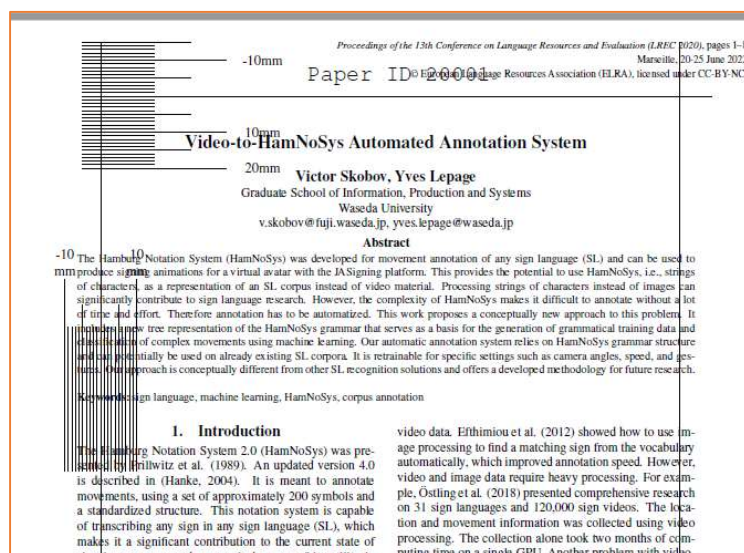 Proceedings of the 13th Conference on Language Resources and Evaluation (LREC 2020), pages 1–
Marseille, 20-25 June 202
© European Language Resources Association (ELRA), licensed under CC-BY-NC
-10mm
Paper ID 20001.
10mm
Video-to-HamNoSys Automated Annotation System
20mm
Victor Skobov, Yves Lepage
Graduate School of Information, Production and Systems
Waseda University
v.skobov@fuji.waseda.jp, yves.lepage@waseda.jp
Abstract
-10 10
mm mm
The Hamburg Notation System (HamNoSys) was developed for movement annotation of any sign language (SL) and can be used to
produce signing animations for a virtual avatar with the JASigning platform. This provides the potential to use HamNoSys, i.e., strings
of characters, as a representation of an SL corpus instead of video material. Processing strings of characters instead of images can
significantly contribute to sign language research. However, the complexity of HamNoSys makes it difficult to annotate without a lot
of time and effort. Therefore annotation has to be automatized. This work proposes a conceptually new approach to this problem. It
includes a new tree representation of the HamNoSys grammar that serves as a basis for the generation of grammatical training data and
classification of complex movements using machine learning. Our automatic annotation system relies on HamNoSys grammar structure
and can potentially be used on already existing SL corpora. It is retrainable for specific settings such as camera angles, speed, and ges-
tures. Our approach is conceptually different from other SL recognition solutions and offers a developed methodology for future research.
Keywords: sign language, machine learning, HamNoSys, corpus annotation
1. Introduction
The Hamburg Notation System 2.0 (HamNoSys) was pre-
sented by Prillwitz et al. (1989). An updated version 4.0
is described in (Hanke, 2004). It is meant to annotate
movements, using a set of approximately 200 symbols and
a standardized structure. This notation system is capable
of transcribing any sign in any sign language (SL), which
makes it a significant contribution to the current state of
video data. Efthimiou et al. (2012) showed how to use im-
age processing to find a matching sign from the vocabulary
automatically, which improved annotation speed. However,
video and image data require heavy processing. For exam-
ple, Östling et al. (2018) presented comprehensive research
on 31 sign languages and 120,000 sign videos. The loca-
tion and movement information was collected using video
processing. The collection alone took two months of com-
puting time on a single GPU. Another problem with video